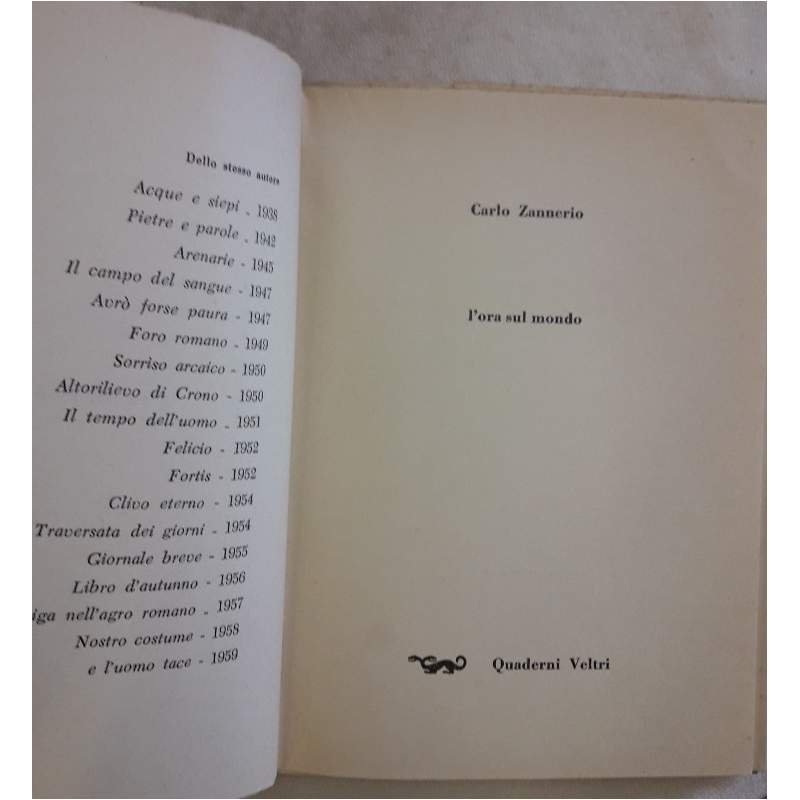 Dello stesso autore
Acque e siepi - 1938
Pietre e parole - 1942
Arenarie - 1945
Il campo del sangue - 1947
Avrò forse paura - 1947
Foro romano - 1949
Sorriso arcaico - 1950
Altorilievo di Crono - 1950
Il tempo dell'uomo - 1951
Felicio - 1952
Fortis - 1952
Clivo eterno - 1954
Traversata dei giorni - 1954
Giornale breve - 1955
Libro d'autunno - 1956
iga nell'agro romano - 1957
Nostro costume - 1958
e l'uomo tace - 1959
Carlo Zannerio
l'ora sul mondo
Quaderni Veltri